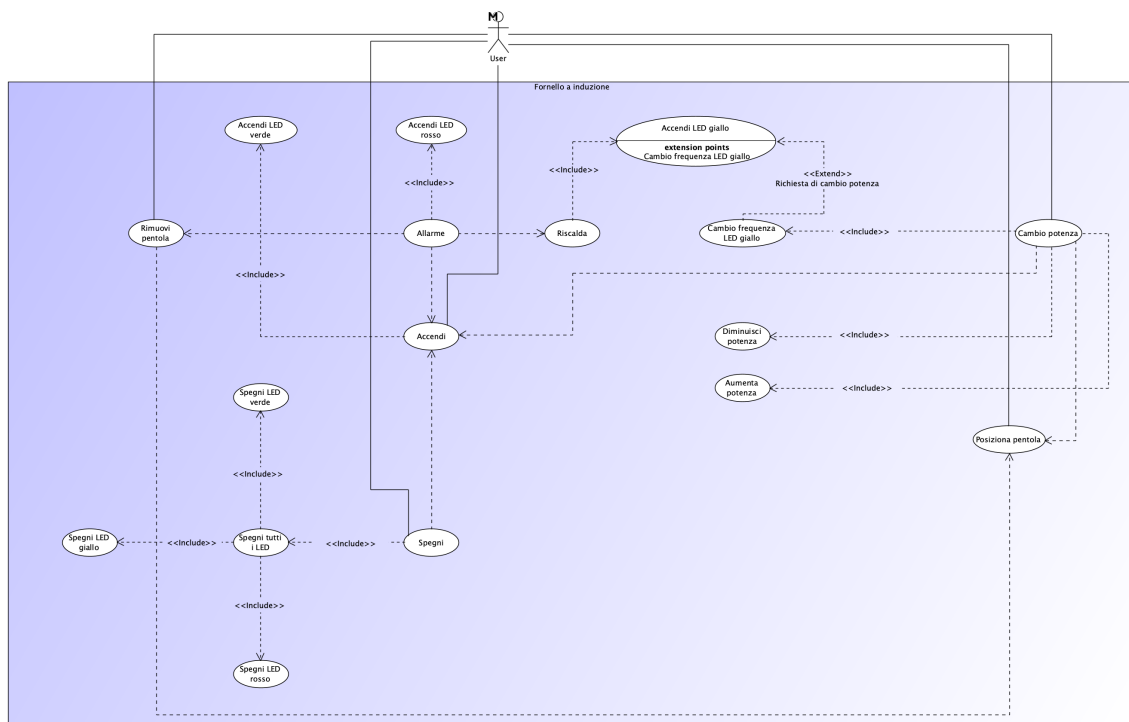 M
User
Fornello a induzione
Accendi LED
verde
Accendi LED
rosso
Accendi LED giallo
extension points
Cambio frequenza LED giallo
<<Include>>
<<Include>>
<<Extend>>
Richiesta di cambio potenza
Rimuovi
pentola
Allarme
Riscalda
Cambio frequenza
LED giallo
<<Include>>
Cambio potenza
<<Include>>
Accendi
Diminuisci
potenza
<<Include>>
Spegni LED
verde
Aumenta
potenza
<<Include>>
Posiziona pentola
<<Include>>
Spegni LED
giallo
<<Include>>
Spegni tutti
i LED
<<Include>>
Spegni
<<Include>>
Spegni LED
rosso